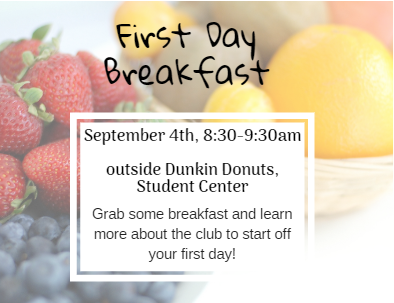 First Day
Breakfast
September 4th, 8:30-9:30am
outside Dunkin Donuts,
Student Center
Grab some breakfast and learn
more about the club to start off
your first day!